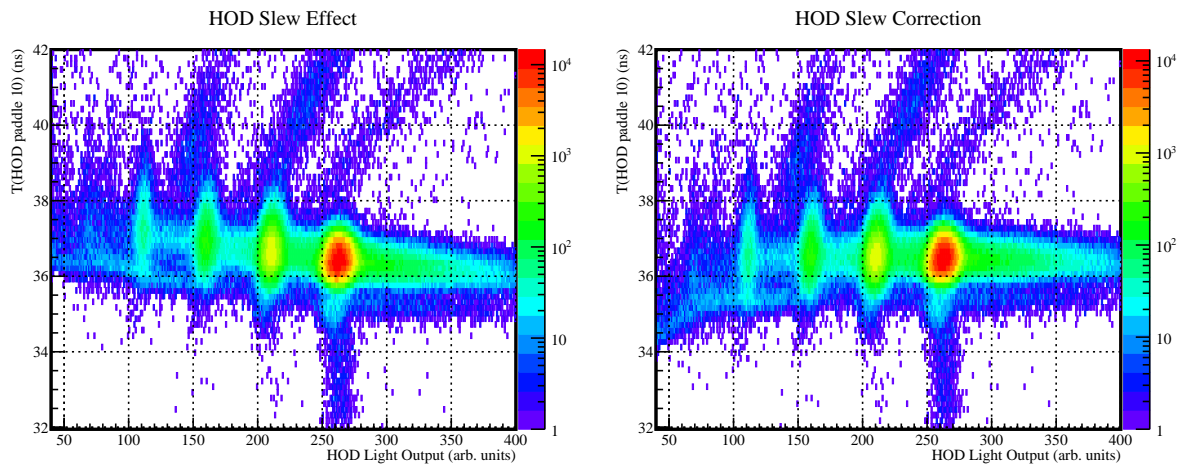 HOD Slew Effect
T(HOD paddle 10) (ns)
42
40
38
36
34
32
50 100 150 200 250 300 350 400
HOD Light Output (arb. units)
10⁴
10³
10²
10
1
HOD Slew Correction
T(HOD paddle 10) (ns)
42
40
38
36
34
32
50 100 150 200 250 300 350 400
HOD Light Output (arb. units)
10⁴
10³
10²
10
1